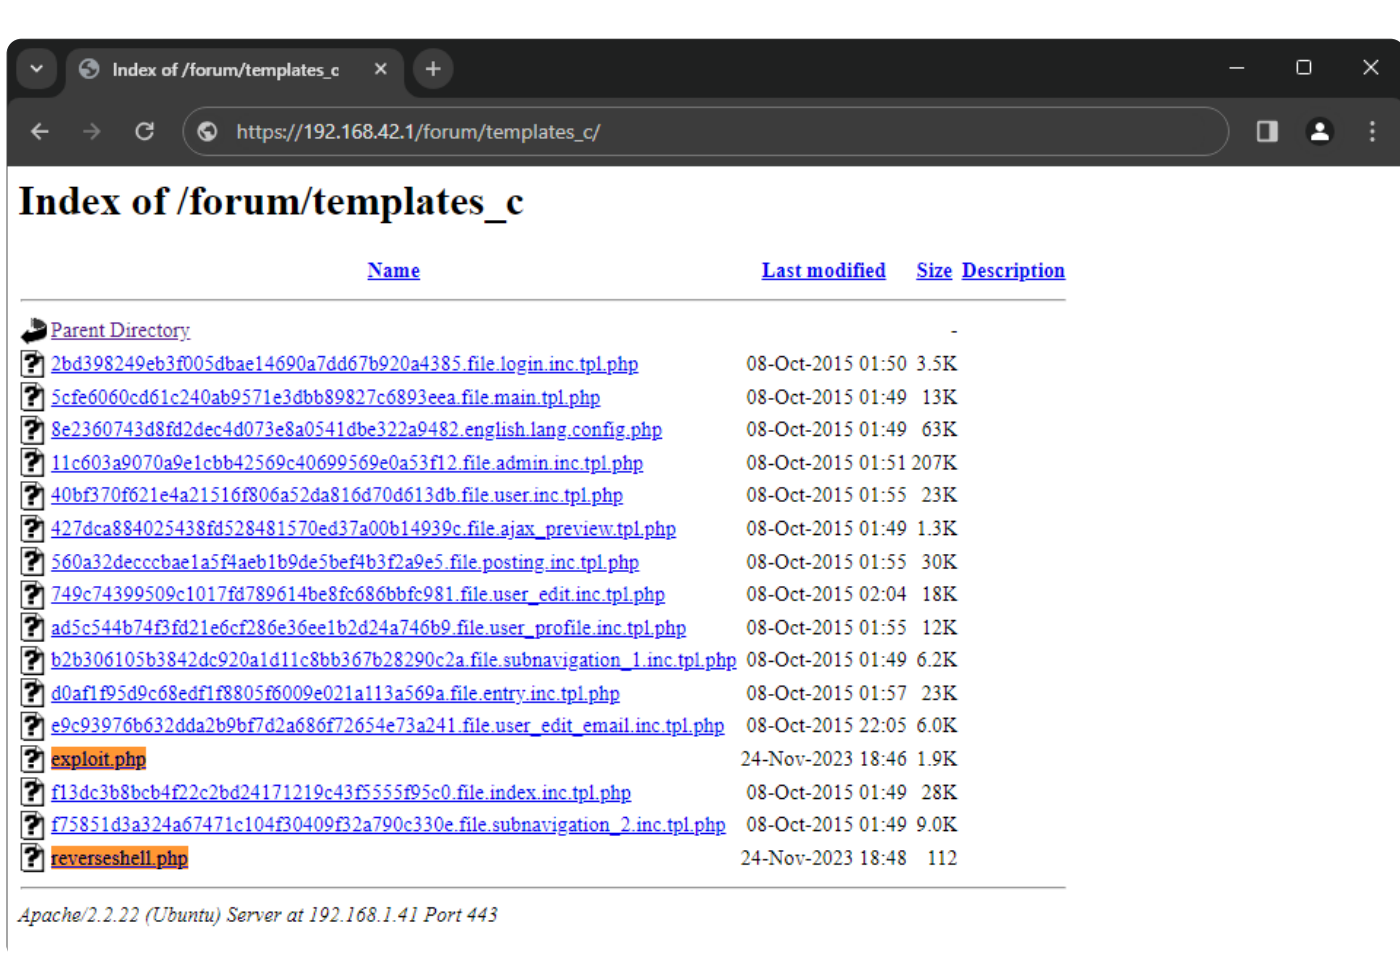 Index of /forum/templates_c
https://192.168.42.1/forum/templates_c/
Index of /forum/templates_c
Name Last modified Size Description
Parent Directory -
2bd398249eb3f005dbae14690a7dd67b920a4385.file.login.inc.tpl.php 08-Oct-2015 01:50 3.5K
5cfe6060cd61c240ab9571e3dbb89827c6893eea.file.main.tpl.php 08-Oct-2015 01:49 13K
8e2360743d8fd2dec4d073e8a0541dbe322a9482.english.lang.config.php 08-Oct-2015 01:49 63K
11c603a9070a9e1cbb42569c40699569e0a53f12.file.admin.inc.tpl.php 08-Oct-2015 01:51 207K
40bf370f621e4a21516f806a52da816d70d613db.file.user.inc.tpl.php 08-Oct-2015 01:55 23K
427dca884025438fd528481570ed37a00b14939c.file.ajax_preview.tpl.php 08-Oct-2015 01:49 1.3K
560a32decccbae1a5f4aeb1b9de5bef4b3f2a9e5.file.posting.inc.tpl.php 08-Oct-2015 01:55 30K
749c74399509c1017fd789614be8fc686bbfc981.file.user_edit.inc.tpl.php 08-Oct-2015 02:04 18K
ad5c544b74f3fd21e6cf286e36ee1b2d24a746b9.file.user_profile.inc.tpl.php 08-Oct-2015 01:55 12K
b2b306105b3842dc920a1d11c8bb367b28290c2a.file.subnavigation_1.inc.tpl.php 08-Oct-2015 01:49 6.2K
d0af1f95d9c68edf1f8805f6009e021a113a569a.file.entry.inc.tpl.php 08-Oct-2015 01:57 23K
e9c93976b632dda2b9bf7d2a686f72654e73a241.file.user_edit_email.inc.tpl.php 08-Oct-2015 22:05 6.0K
exploit.php 24-Nov-2023 18:46 1.9K
f13dc3b8bcb4f22c2bd24171219c43f5555f95c0.file.index.inc.tpl.php 08-Oct-2015 01:49 28K
f75851d3a324a67471c104f30409f32a790c330e.file.subnavigation_2.inc.tpl.php 08-Oct-2015 01:49 9.0K
reverseshell.php 24-Nov-2023 18:48 112
Apache/2.2.22 (Ubuntu) Server at 192.168.1.41 Port 443